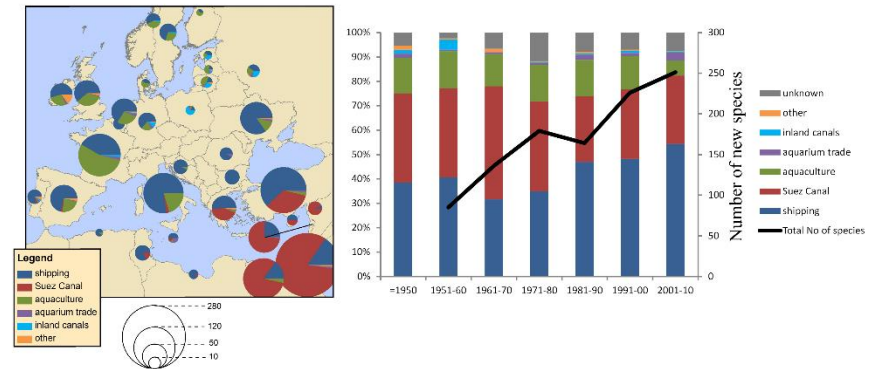 Legend
shipping
Suez Canal
aquaculture
aquarium trade
inland canals
other
280
120
50
10
100%
90%
80%
70%
60%
50%
40%
30%
20%
10%
0%
=1950
1951-60
1961-70
1971-80
1981-90
1991-00
2001-10
300
250
200
150
100
50
0
Number of new species
unknown
other
inland canals
aquarium trade
aquaculture
Suez Canal
shipping
Total No of species